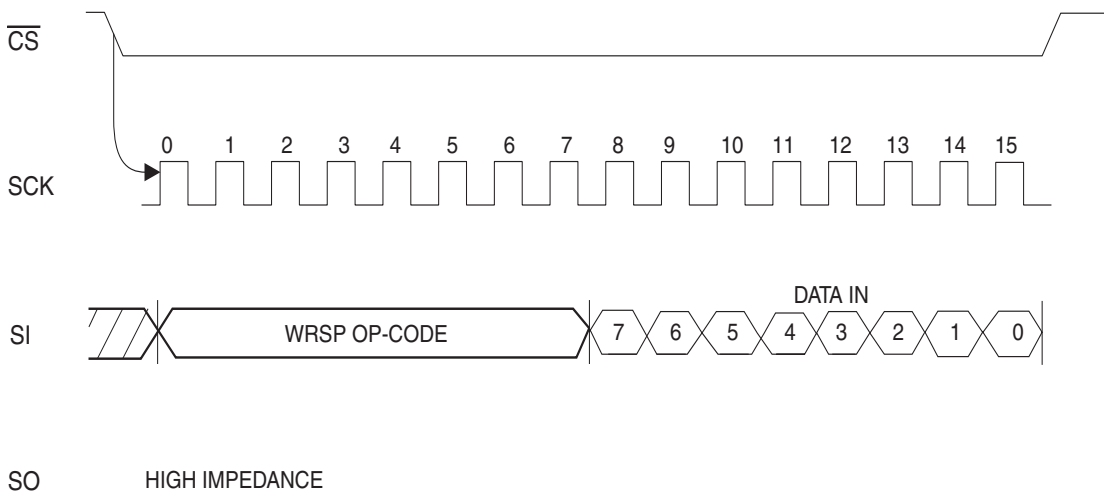 CS
0 1 2 3 4 5 6 7 8 9 10 11 12 13 14 15
SCK
DATA IN
SI WRSP OP-CODE 7 6 5 4 3 2 1 0
SO HIGH IMPEDANCE